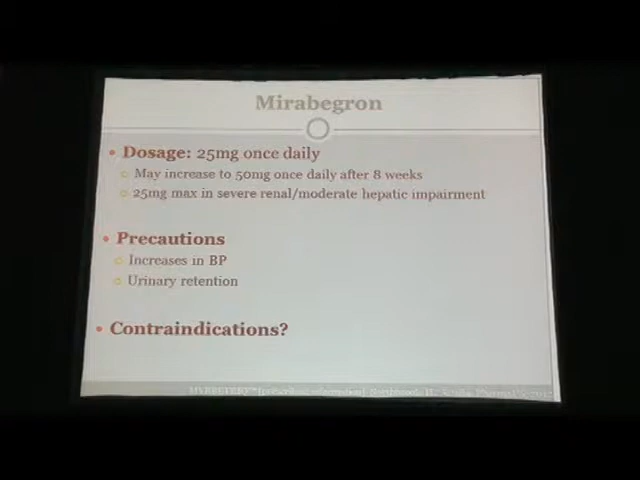 Mirabegron
• Dosage: 25mg once daily
○ May increase to 50mg once daily after 8 weeks
○ 25mg max in severe renal/moderate hepatic impairment
• Precautions
○ Increases in BP
○ Urinary retention
• Contraindications?